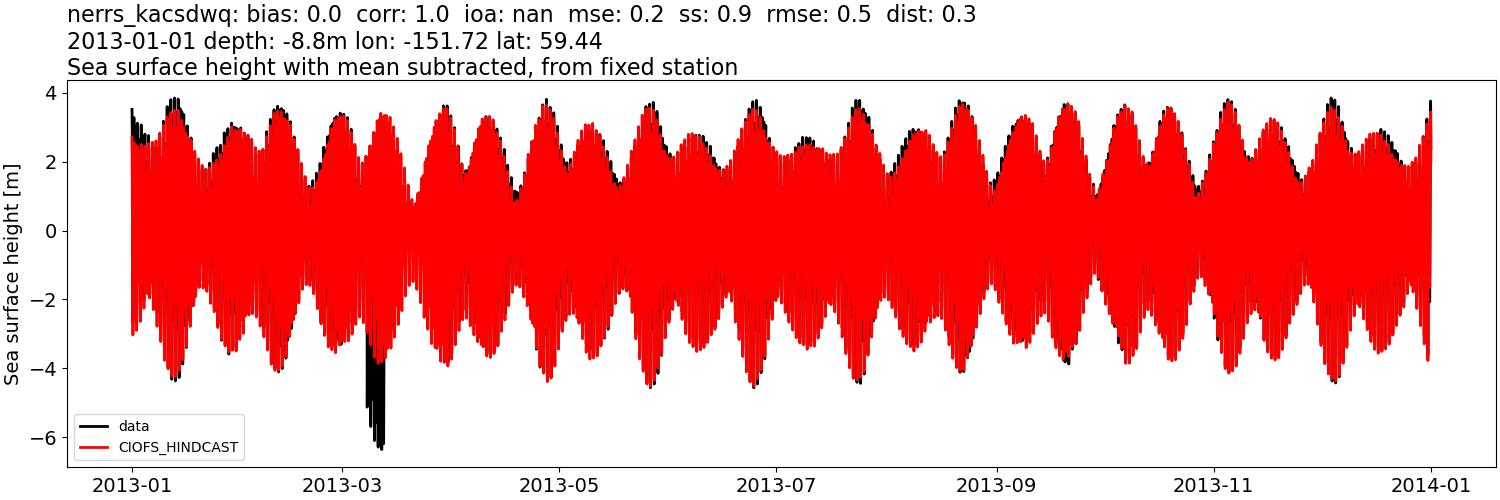 nerrs_kacsdwq: bias: 0.0  corr: 1.0  ioa: nan  mse: 0.2  ss: 0.9  rmse: 0.5  dist: 0.3
2013-01-01 depth: -8.8m lon: -151.72 lat: 59.44
Sea surface height with mean subtracted, from fixed station
Sea surface height [m]
4
2
0
−2
−4
−6
data
CIOFS_HINDCAST
2013-01
2013-03
2013-05
2013-07
2013-09
2013-11
2014-01